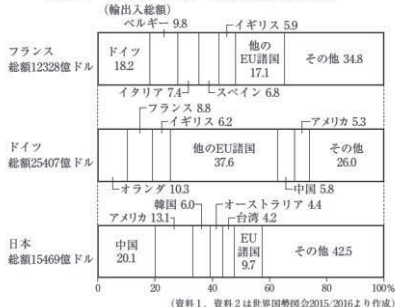 (輸出入総額)
ベルギー 9.8
イギリス 5.9
フランス
総額12328億ドル
ドイツ
18.2
他の
EU諸国
17.1
その他 34.8
イタリア 7.4
スペイン 6.8
フランス 8.8
イギリス 6.2
アメリカ 5.3
ドイツ
総額25407億ドル
他のEU諸国
37.6
その他
26.0
オランダ 10.3
中国 5.8
韓国 6.0
オーストラリア 4.4
アメリカ 13.1
台湾 4.2
日本
総額15469億ドル
中国
20.1
EU
諸国
9.7
その他 42.5
0 20 40 60 80 100%
(資料1、資料2は世界国勢図会2015/2016より作成)